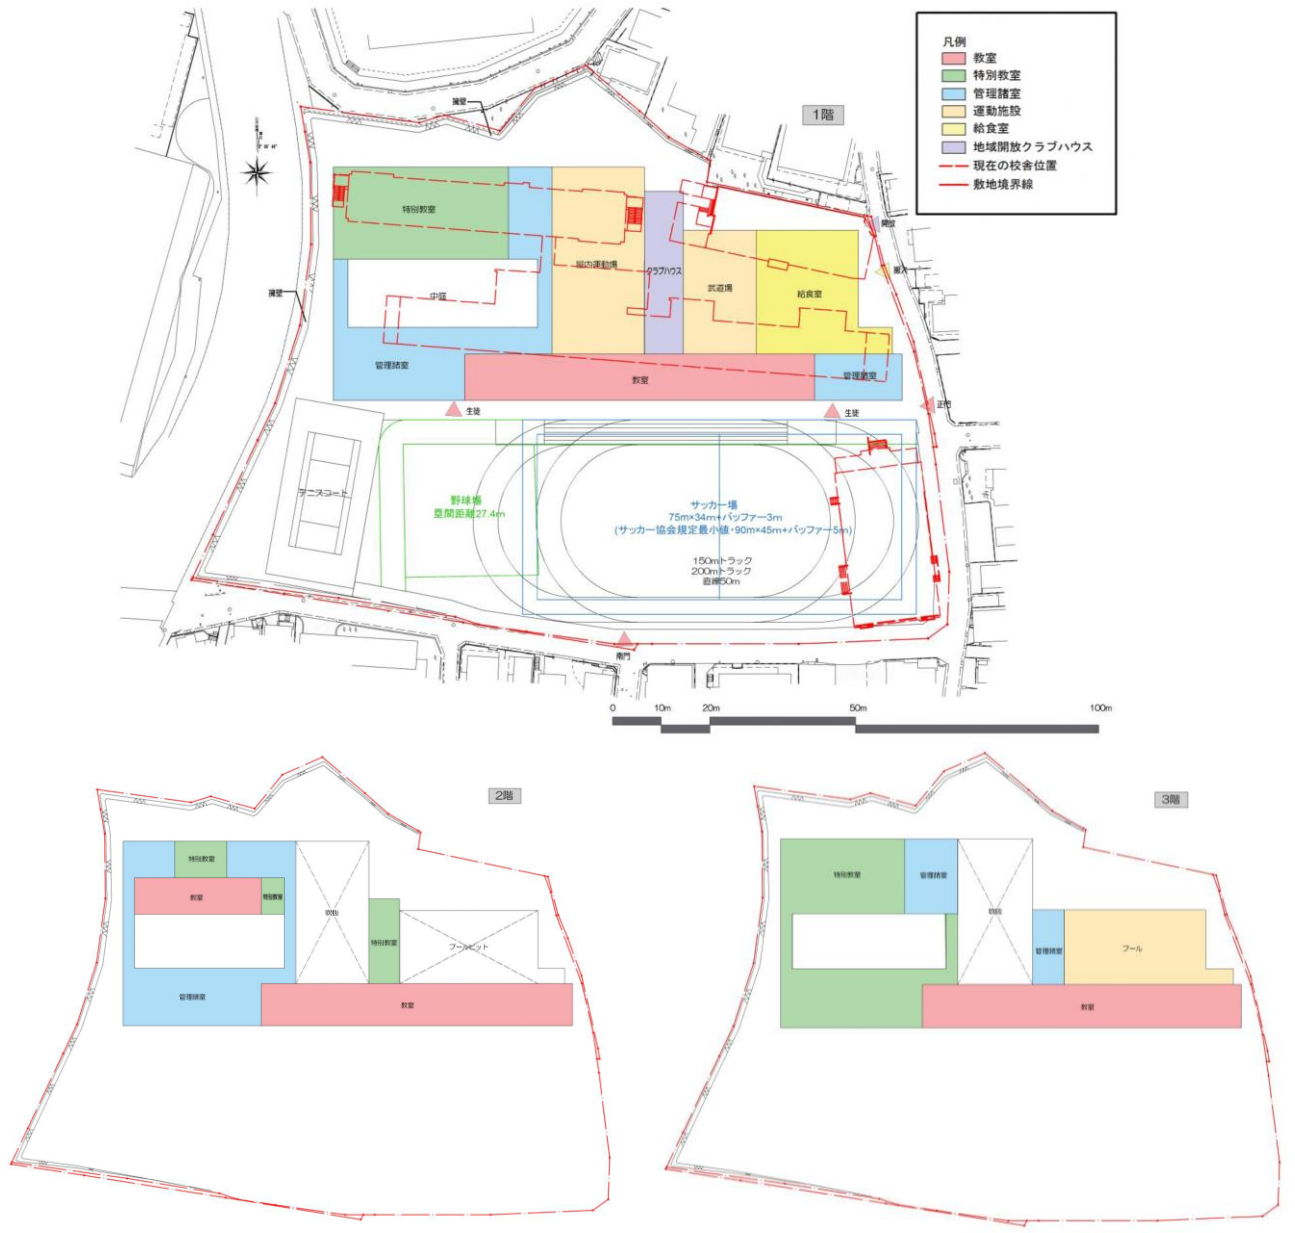 凡例
教室
特別教室
管理諸室
運動施設
給食室
地域開放クラブハウス
現在の校舎位置
敷地境界線
1階
擁壁
開放
搬入
特別教室
屋内運動場
クラブハウス
武道場
給食室
中庭
擁壁
管理諸室
教室
管理諸室
生徒
生徒
正門
テニスコート
野球場
塁間距離27.4m
サッカー場
75m×34m+バッファー3m
(サッカー協会規定最小値・90m×45m+バッファー5m)
150mトラック
200mトラック
直線50m
南門
0 10m 20m 50m 100m
2階
特別教室
教室
特別教室
吹抜
特別教室
プールピット
管理諸室
教室
3階
特別教室
管理諸室
吹抜
管理諸室
プール
教室